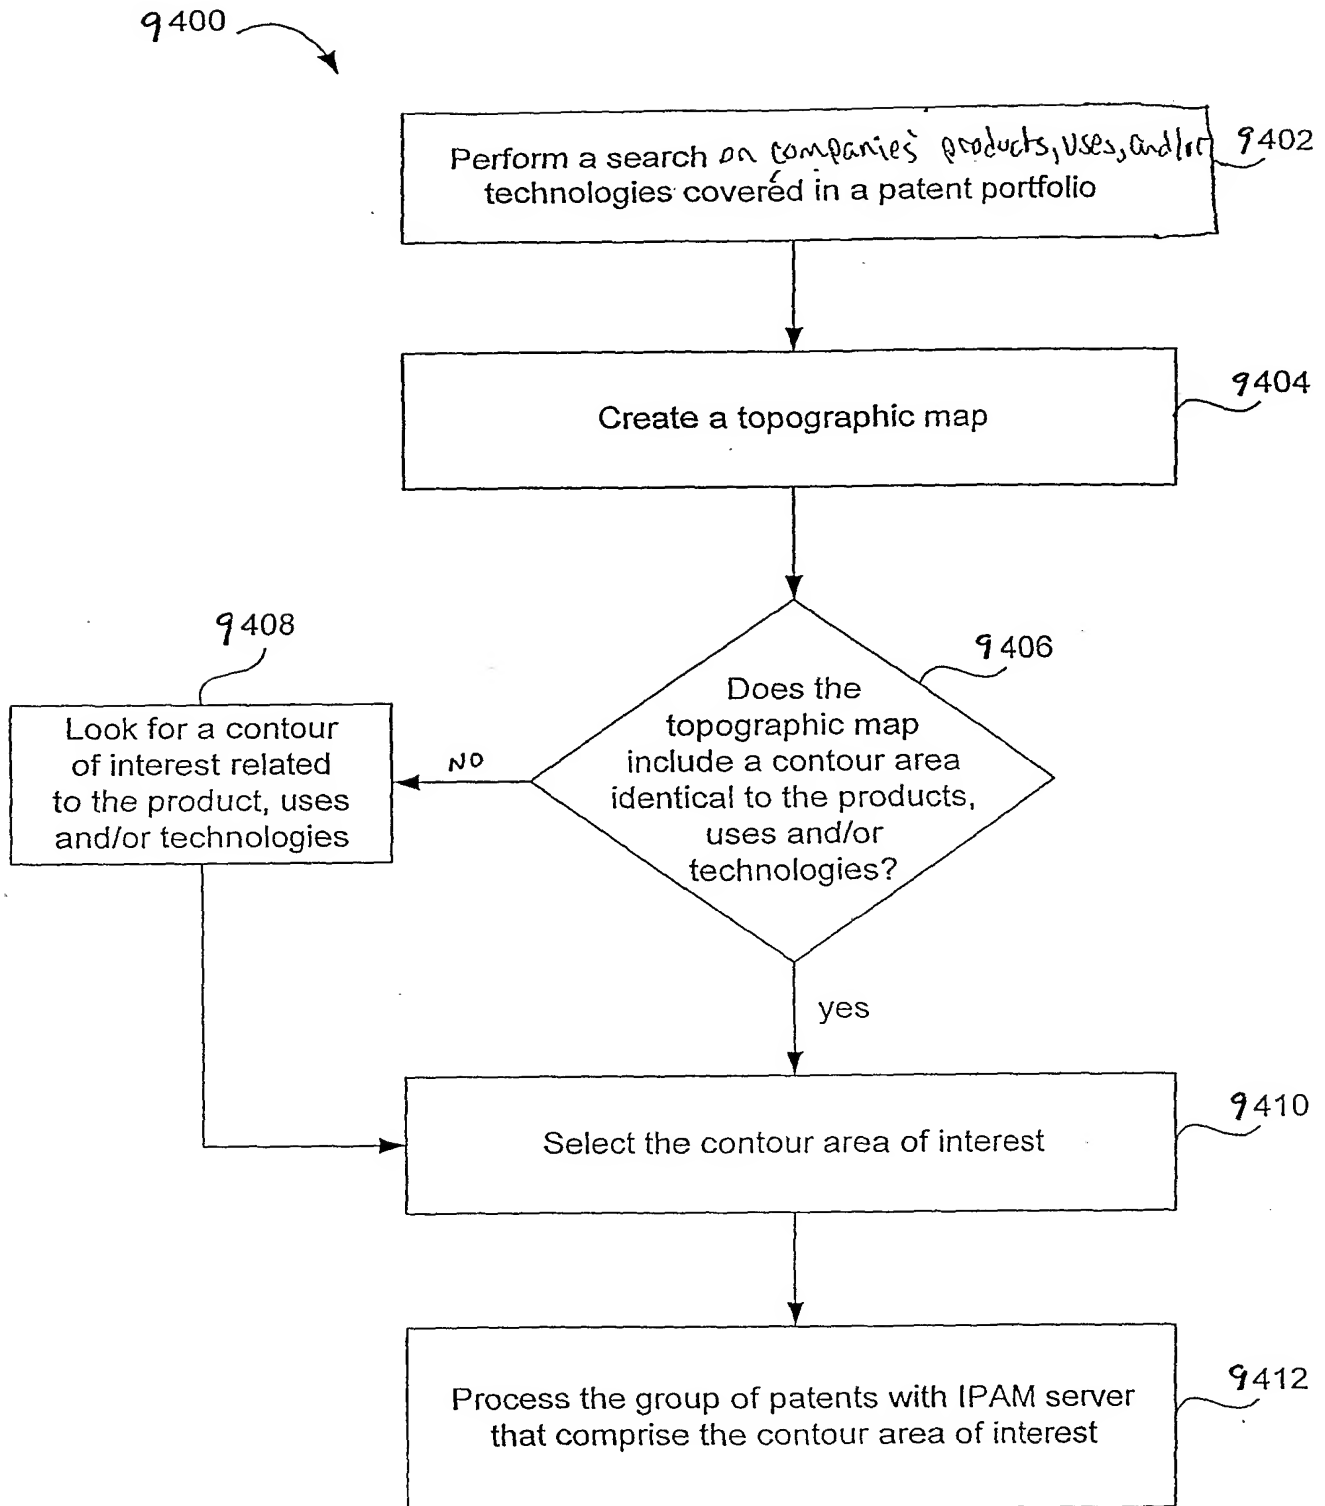 9400
Perform a search on companies' products, uses, and/or
technologies covered in a patent portfolio
9402
Create a topographic map
9404
Does the
topographic map
include a contour area
identical to the products,
uses and/or
technologies?
9406
NO
9408
Look for a contour
of interest related
to the product, uses
and/or technologies
yes
Select the contour area of interest
9410
Process the group of patents with IPAM server
that comprise the contour area of interest
9412